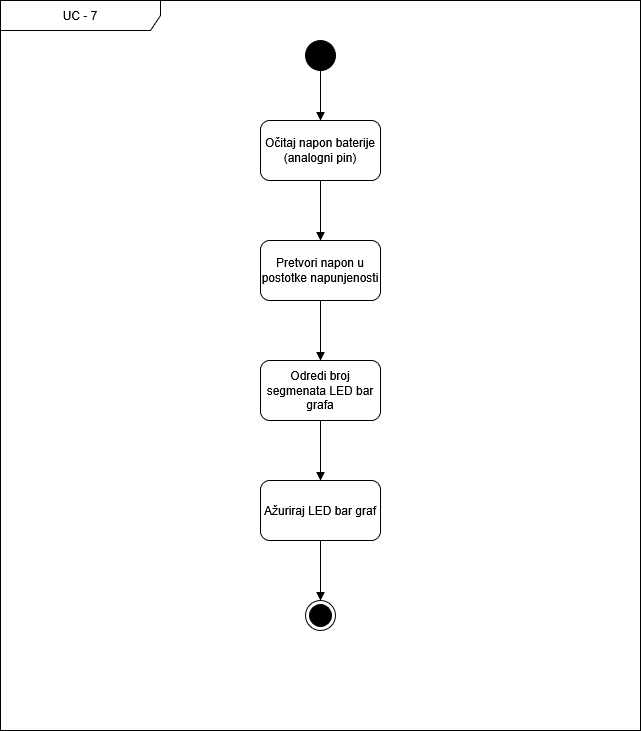 UC - 7
Očitaj napon baterije
(analogni pin)
Pretvori napon u
postotke napunjenosti
Odredi broj
segmenata LED bar
grafa
Ažuriraj LED bar graf